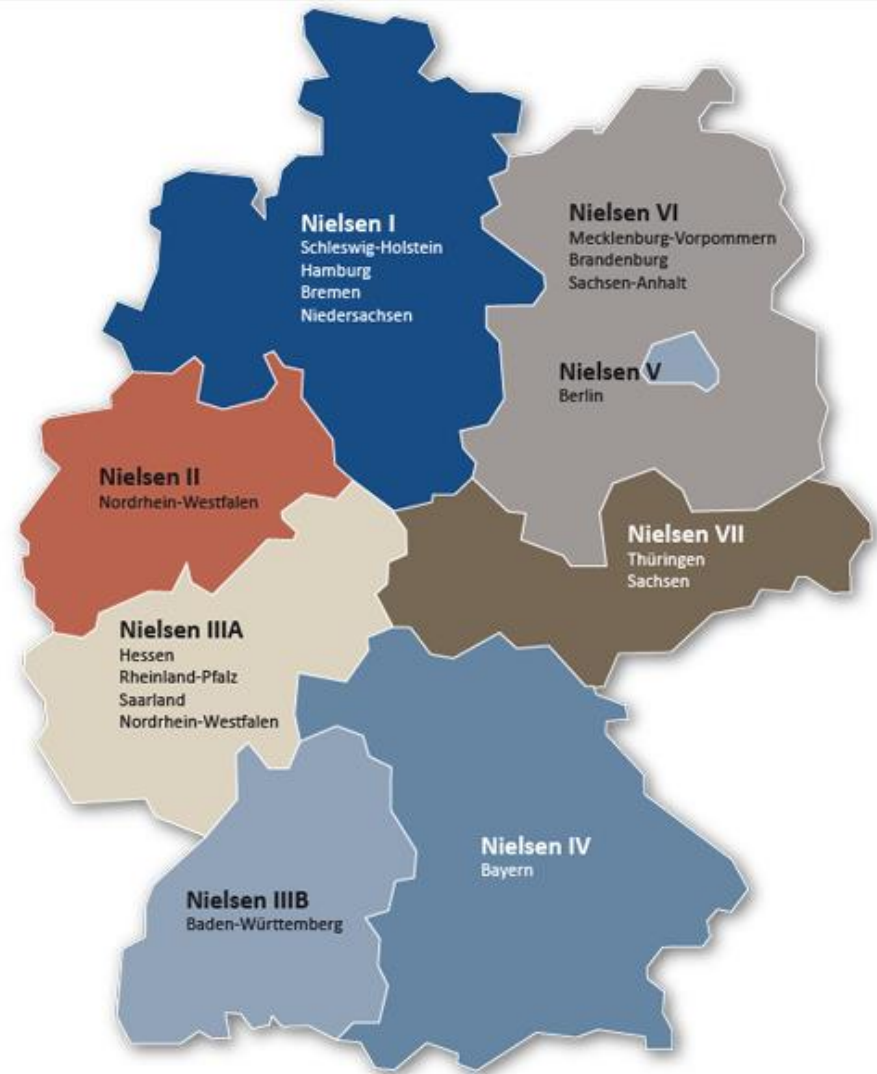 Nielsen I
Schleswig-Holstein
Hamburg
Bremen
Niedersachsen
Nielsen VI
Mecklenburg-Vorpommern
Brandenburg
Sachsen-Anhalt
Nielsen V
Berlin
Nielsen II
Nordrhein-Westfalen
Nielsen VII
Thüringen
Sachsen
Nielsen IIIA
Hessen
Rheinland-Pfalz
Saarland
Nordrhein-Westfalen
Nielsen IV
Bayern
Nielsen IIIB
Baden-Württemberg